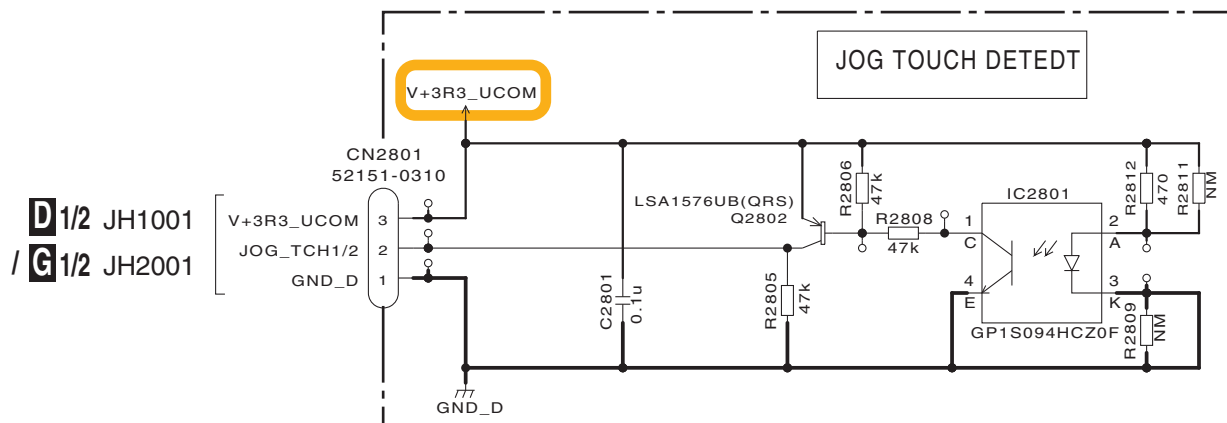 JOG TOUCH DETEDT
V+3R3_UCOM
CN2801
52151-0310
D 1/2 JH1001
/ G 1/2 JH2001
V+3R3_UCOM 3
JOG_TCH1/2 2
GND_D 1
GND_D
C2801
0.1u
LSA1576UB(QRS)
Q2802
R2805
47k
R2806
47k
R2808
47k
IC2801
1
C
4
E
2
A
3
K
GP1S094HCZ0F
R2812
470
R2811
NM
R2809
NM